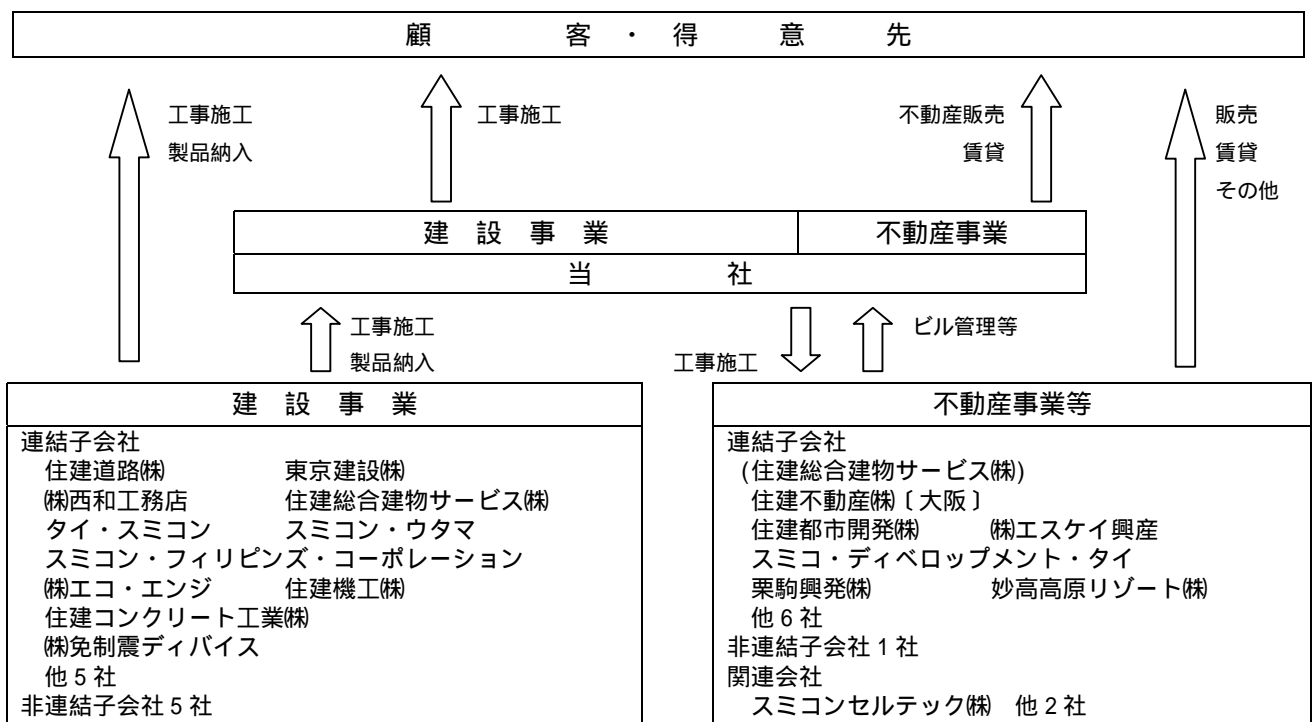 顧客・得意先
工事施工
製品納入
工事施工
不動産販売
賃貸
販売
賃貸
その他
建設事業 不動産事業
当社
工事施工
製品納入
工事施工
ビル管理等
建設事業
連結子会社
住建道路㈱ 東京建設㈱
㈱西和工務店 住建総合建物サービス㈱
タイ・スミコン スミコン・ウタマ
スミコン・フィリピンズ・コーポレーション
㈱エコ・エンジ 住建機工㈱
住建コンクリート工業㈱
㈱免制震ディバイス
他5社
非連結子会社5社
不動産事業等
連結子会社
(住建総合建物サービス㈱)
住建不動産㈱〔大阪〕
住建都市開発㈱ ㈱エスケイ興産
スミコ・ディベロップメント・タイ
栗駒興発㈱ 妙高高原リゾート㈱
他6社
非連結子会社1社
関連会社
スミコンセルテック㈱ 他2社